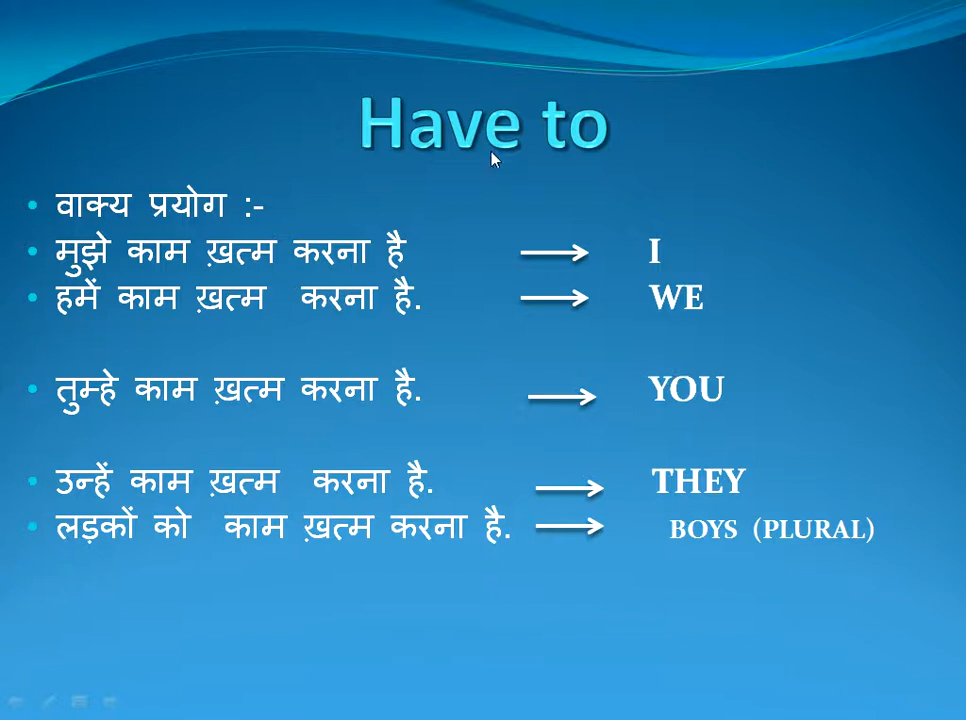 Have to
• वाक्य प्रयोग :-
• मुझे काम ख़त्म करना है → I
• हमें काम ख़त्म करना है. → WE
• तुम्हे काम ख़त्म करना है. → YOU
• उन्हें काम ख़त्म करना है. → THEY
• लड़कों को काम ख़त्म करना है. → BOYS (PLURAL)